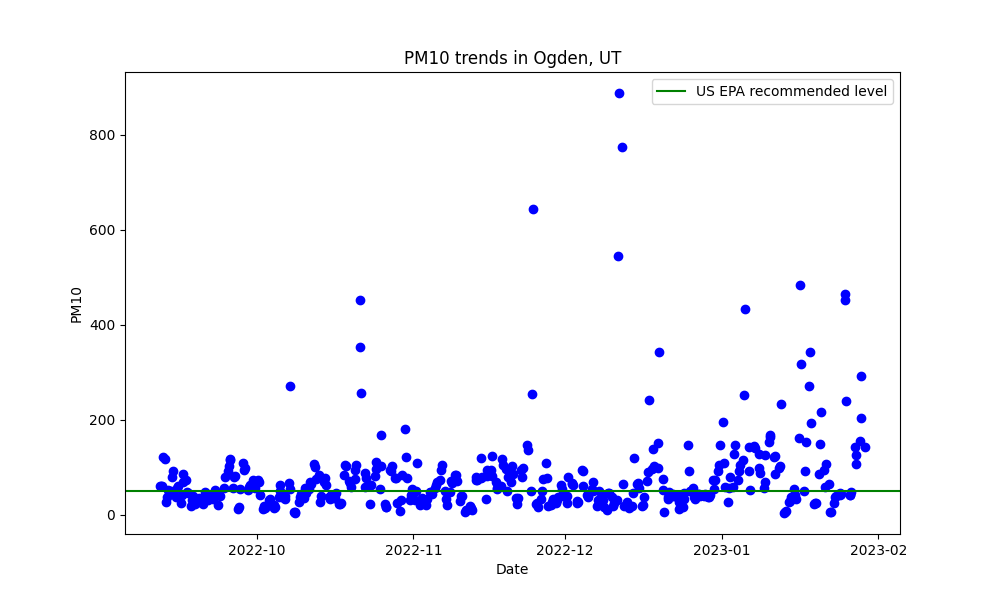 PM10 trends in Ogden, UT
US EPA recommended level
800
600
400
200
0
PM10
2022-10
2022-11
2022-12
2023-01
2023-02
Date